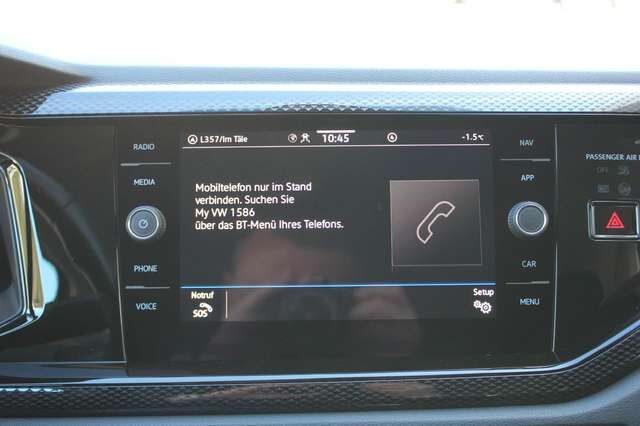 RADIO
MEDIA
PHONE
VOICE
L357/Im Täle
10:45
-1.5°C
Mobiltelefon nur im Stand
verbinden. Suchen Sie
My VW 1586
über das BT-Menü Ihres Telefons.
Notruf
SOS
Setup
NAV
APP
CAR
MENU
PASSENGER AIR
OFF